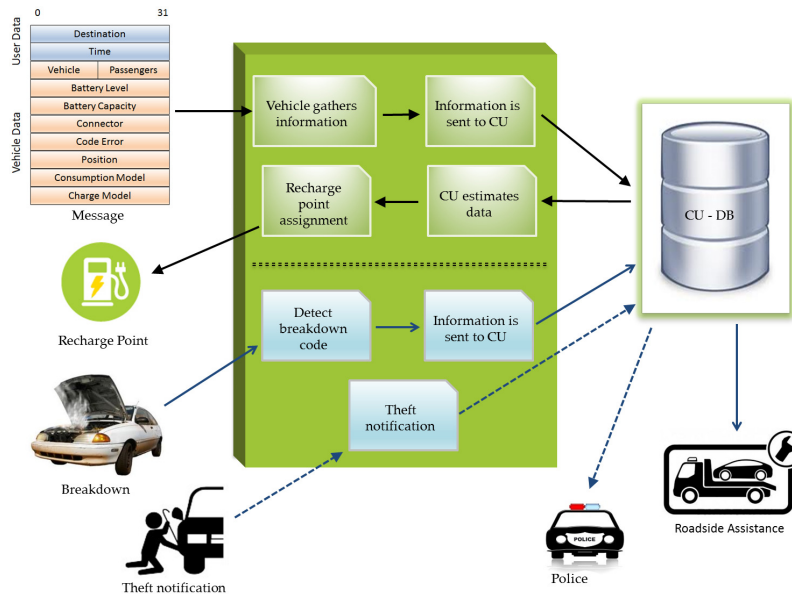 0 31
User Data
Destination
Time
Vehicle Data
Vehicle Passengers
Battery Level
Battery Capacity
Connector
Code Error
Position
Consumption Model
Charge Model
Message
Vehicle gathers
information
Information is
sent to CU
CU - DB
Recharge
point
assignment
CU estimates
data
Recharge Point
Detect
breakdown
code
Information is
sent to CU
Theft
notification
Breakdown
Theft notification
POLICE
Police
Roadside Assistance